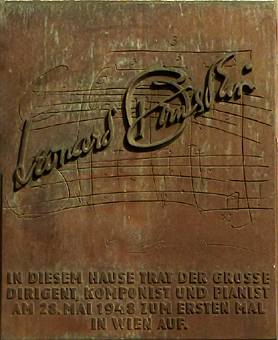 Leonard Bernstein
IN DIESEM HAUSE TRAT DER GROSSE
DIRIGENT, KOMPONIST UND PIANIST
AM 28. MAI 1948 ZUM ERSTEN MAL
IN WIEN AUF.